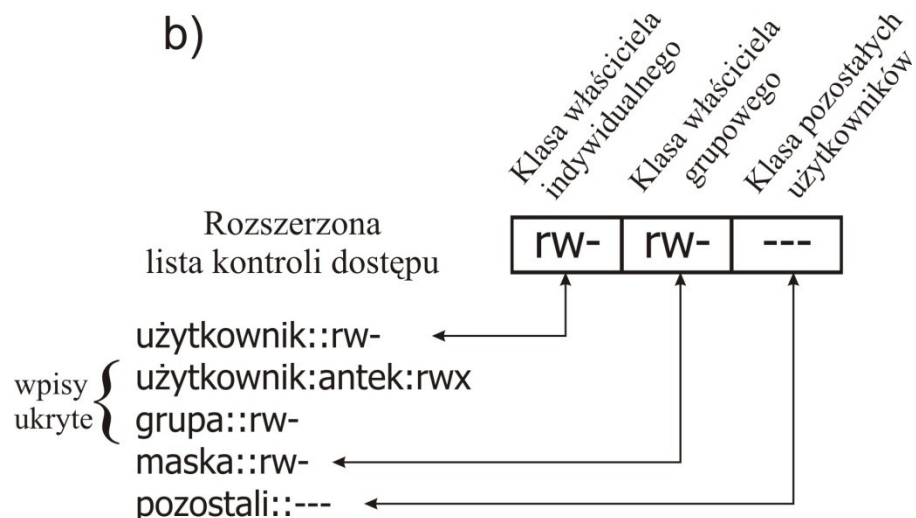 b)
Klasa właściciela
indywidualnego
Klasa właściciela
grupowego
Klasa pozostałych
użytkowników
Rozszerzona
lista kontroli dostępu
rw- rw- ---
użytkownik::rw-
wpisy
ukryte
użytkownik:antek:rwx
grupa::rw-
maska::rw-
pozostali::---